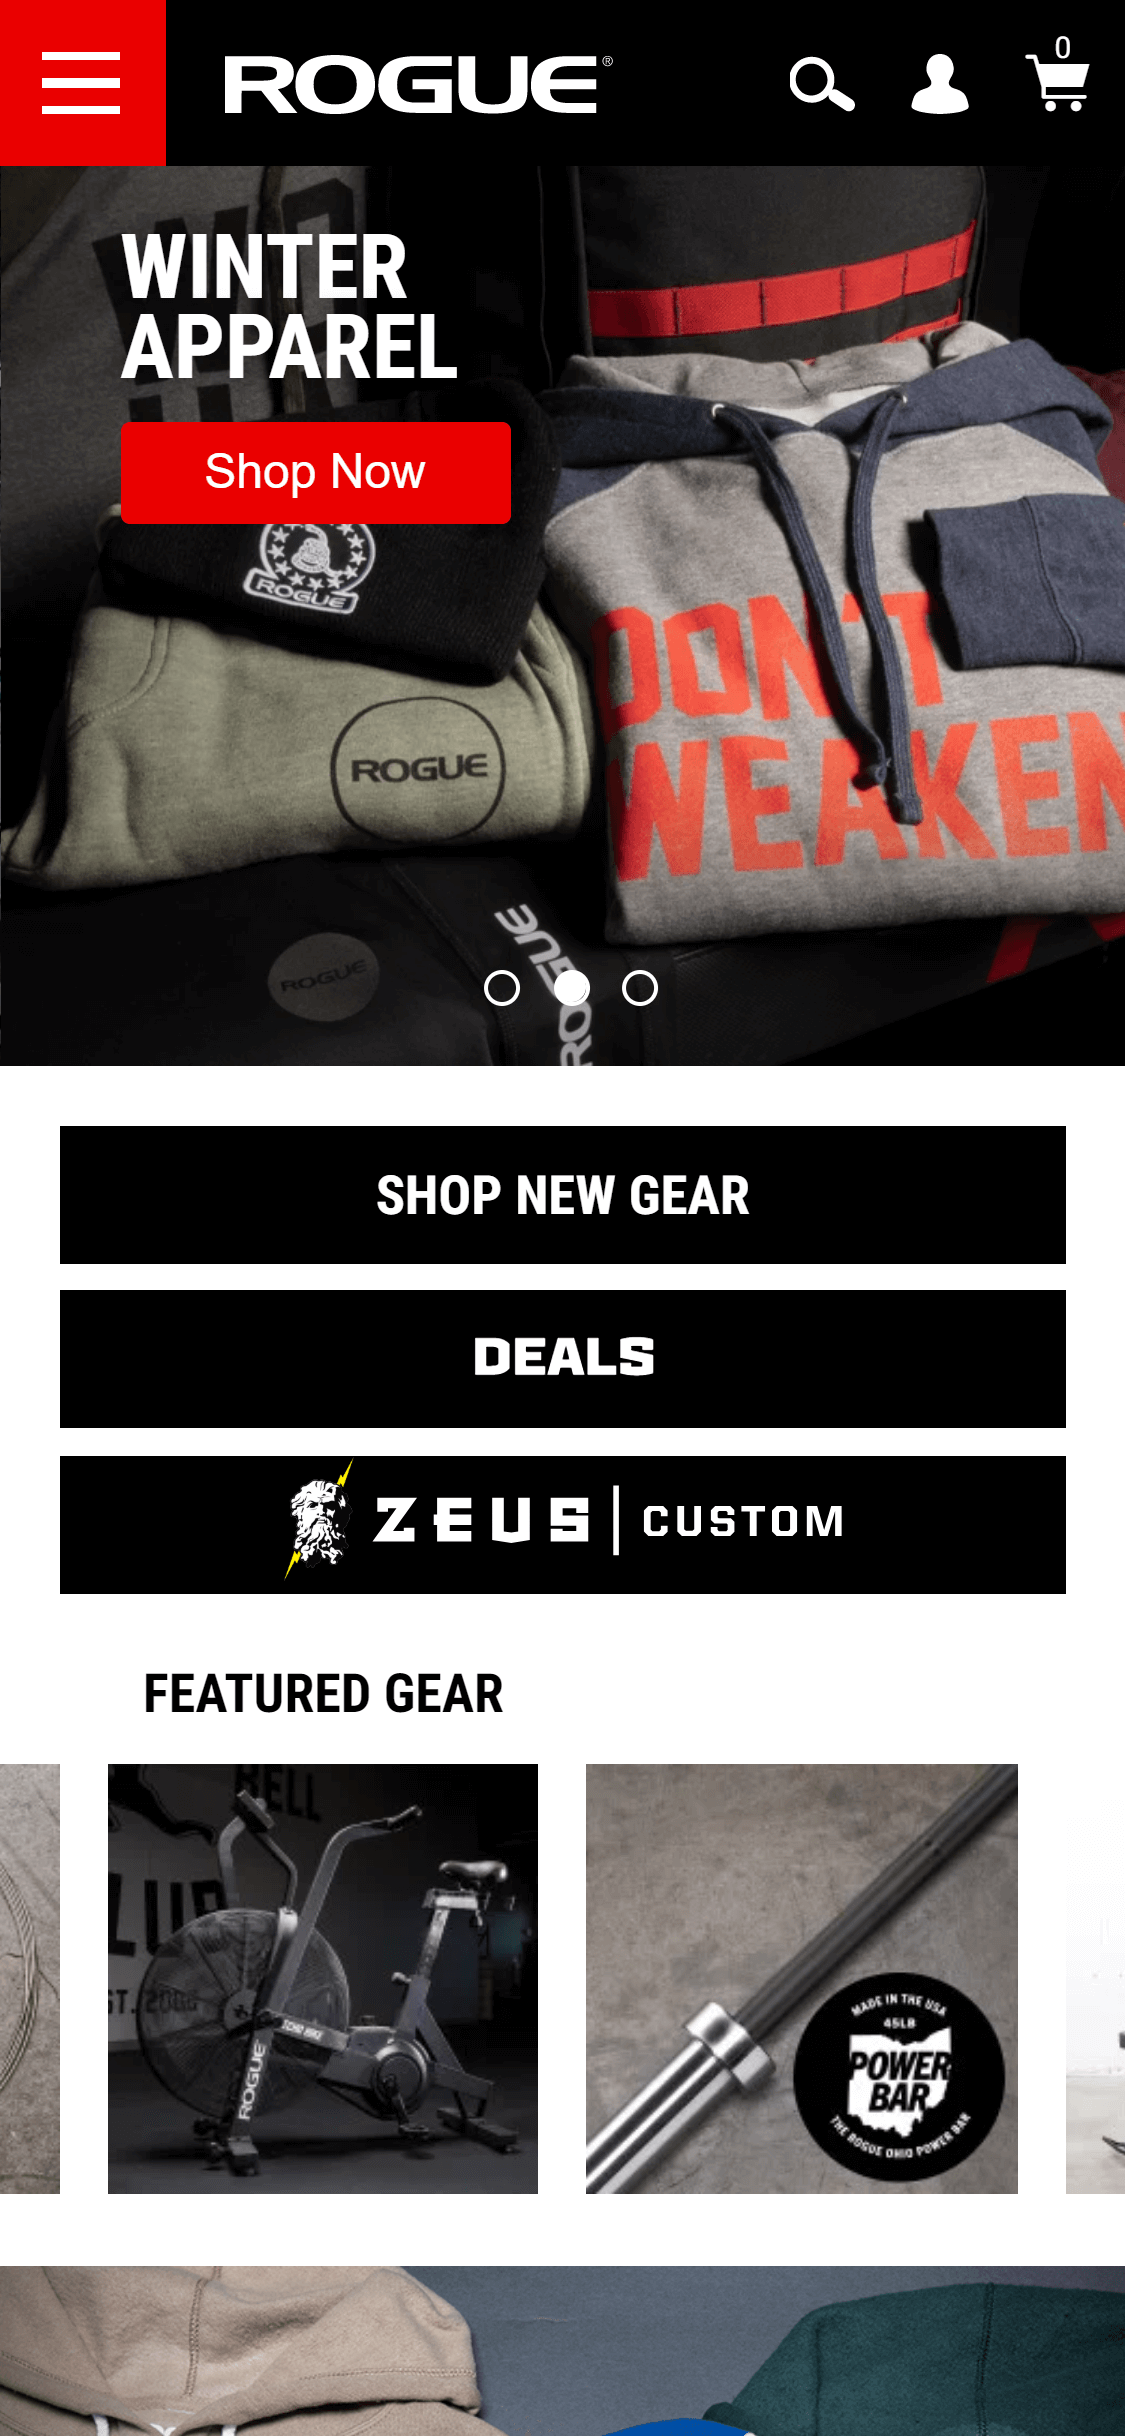 ROGUE®
0
WINTER
APPAREL
Shop Now
ROGUE
DON'T
WEAKEN
ROGUE
ROGUE
ROGUE
SHOP NEW GEAR
DEALS
ZEUS | CUSTOM
FEATURED GEAR
BELL
ECHO BIKE
ROGUE
MADE IN THE USA
45LB
POWER
BAR
THE ROGUE OHIO POWER BAR